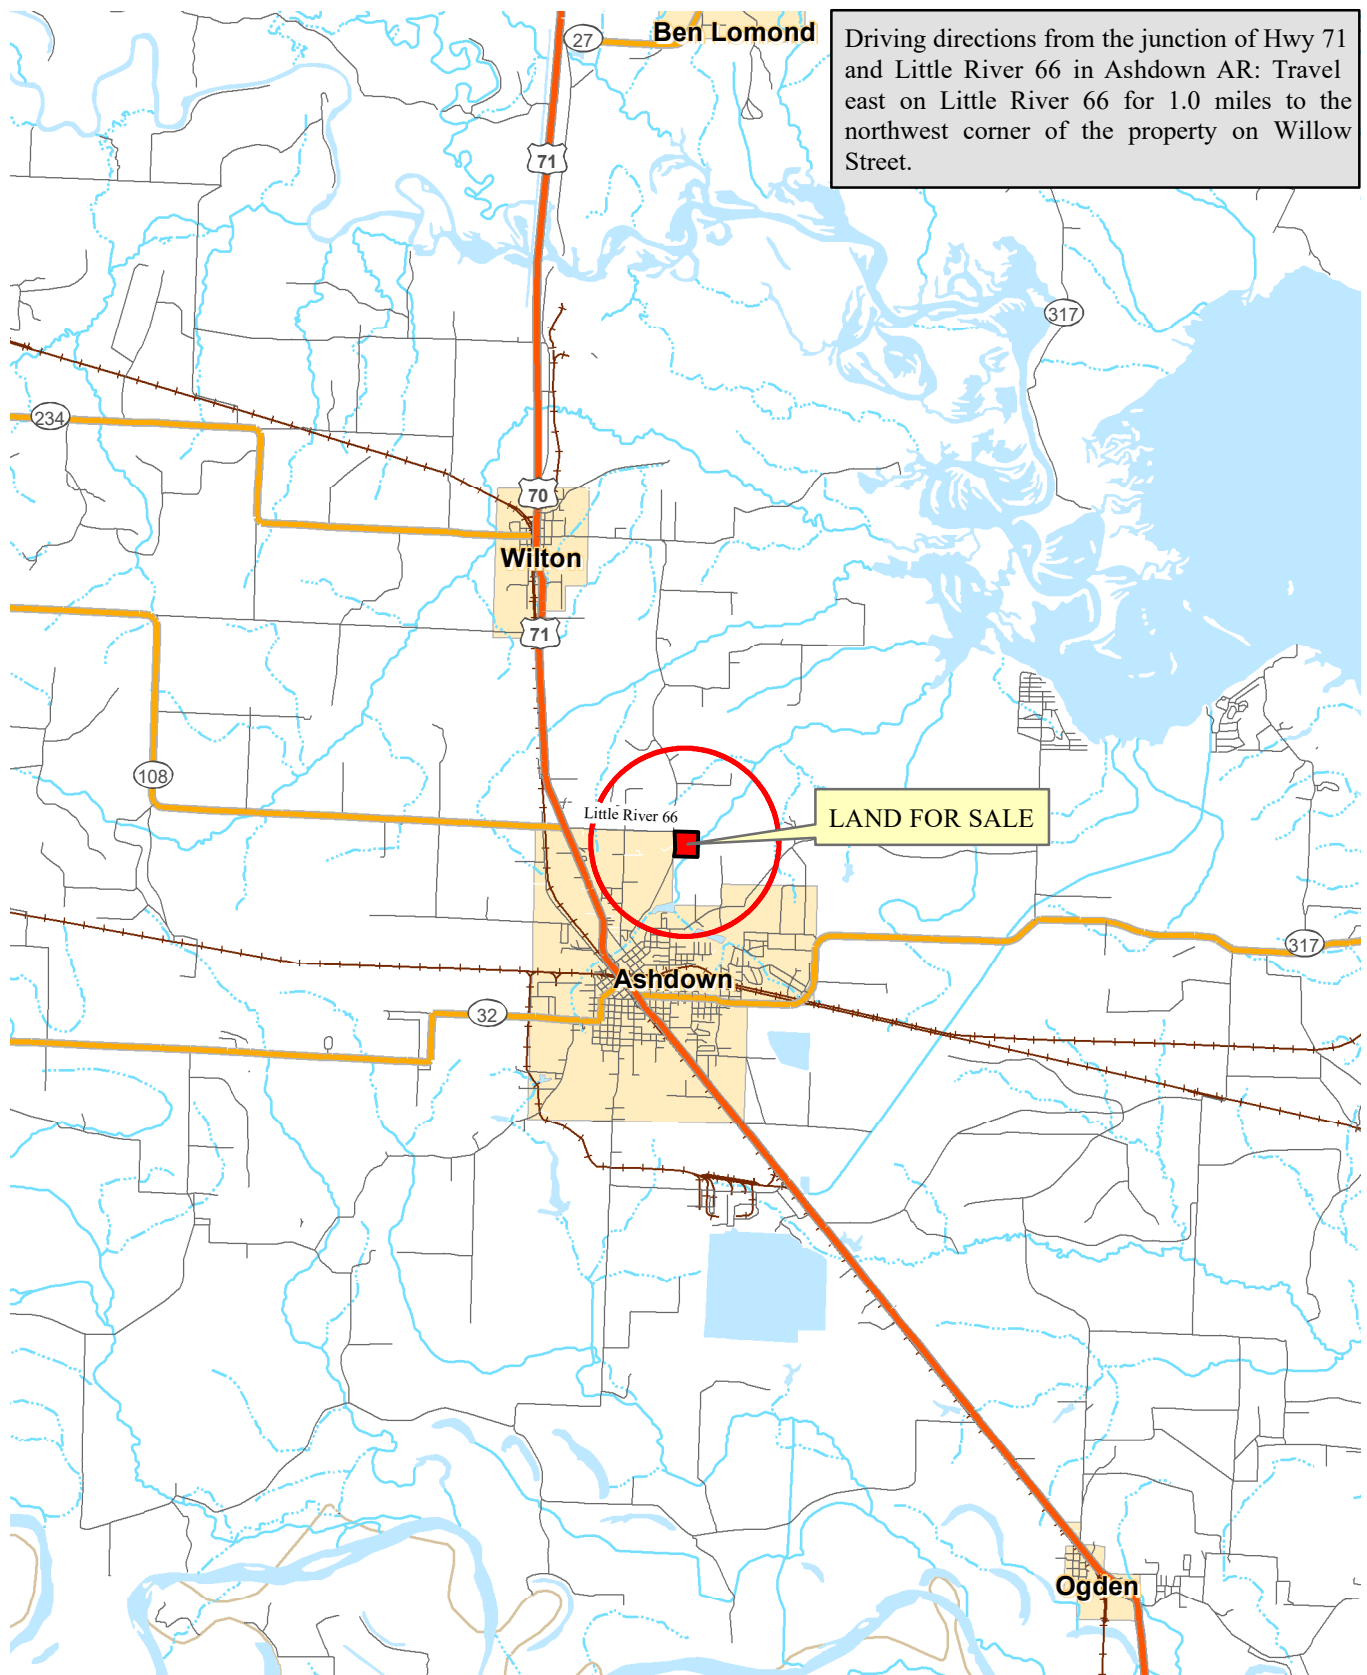 Ben Lomond
27
Driving directions from the junction of Hwy 71
and Little River 66 in Ashdown AR: Travel
east on Little River 66 for 1.0 miles to the
northwest corner of the property on Willow
Street.
71
317
234
70
Wilton
71
108
Little River 66
LAND FOR SALE
317
Ashdown
32
Ogden